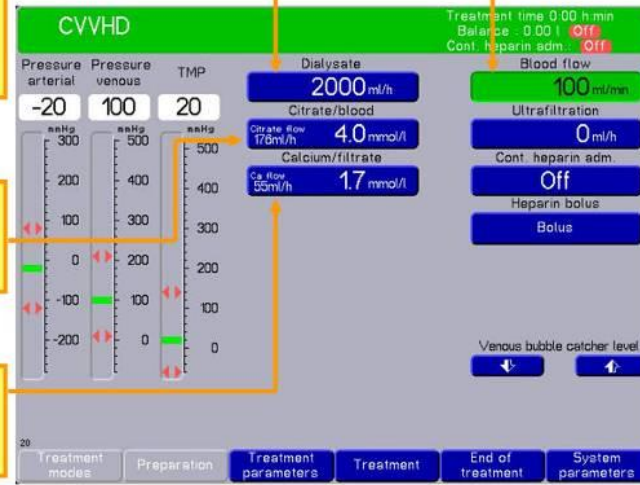 CVVHD
Treatment time 0:00 h:min
Balance : 0.00 l Off
Cont. heparin adm.: Off
Pressure arterial
Pressure venous
TMP
-20
100
20
mmHg
300
200
100
0
-100
-200
mmHg
500
400
300
200
100
0
mmHg
500
400
300
200
100
0
Dialysate
2000 ml/h
Citrate/blood
Citrate flow
176ml/h
4.0 mmol/l
Calcium/filtrate
Ca flow
55ml/h
1.7 mmol/l
Blood flow
100 ml/min
Ultrafiltration
0 ml/h
Cont. heparin adm.
Off
Heparin bolus
Bolus
Venous bubble catcher level
20
Treatment modes
Preparation
Treatment parameters
Treatment
End of treatment
System parameters